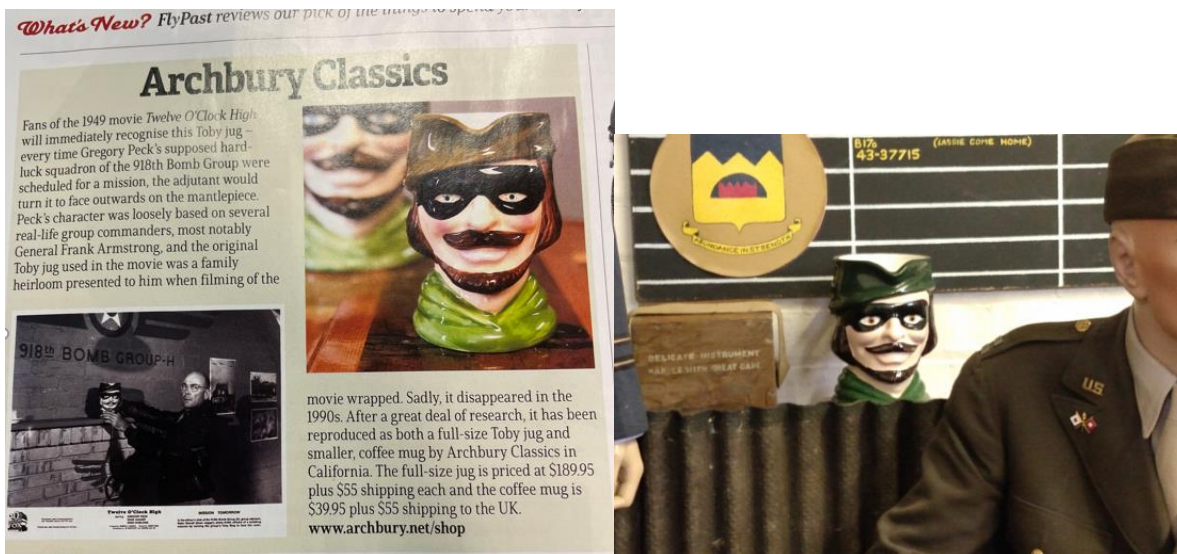 What's New? FlyPast reviews our pick of the things to spend
Archbury Classics
Fans of the 1949 movie Twelve O'Clock High
will immediately recognise this Toby jug –
every time Gregory Peck's supposed hard-
luck squadron of the 918th Bomb Group were
scheduled for a mission, the adjutant would
turn it to face outwards on the mantlepiece.
Peck's character was loosely based on several
real-life group commanders, most notably
General Frank Armstrong, and the original
Toby jug used in the movie was a family
heirloom presented to him when filming of the
918th BOMB GROUP-H
Twelve O'Clock High
MISSION TOMORROW
movie wrapped. Sadly, it disappeared in the
1990s. After a great deal of research, it has been
reproduced as both a full-size Toby jug and
smaller, coffee mug by Archbury Classics in
California. The full-size jug is priced at $189.95
plus $55 shipping each and the coffee mug is
$39.95 plus $55 shipping to the UK.
www.archbury.net/shop
B17G
(LASSIE COME HOME)
43-37715
ABUNDANCE IN STRENGTH
DELICATE INSTRUMENT
HANDLE WITH GREAT CARE
US